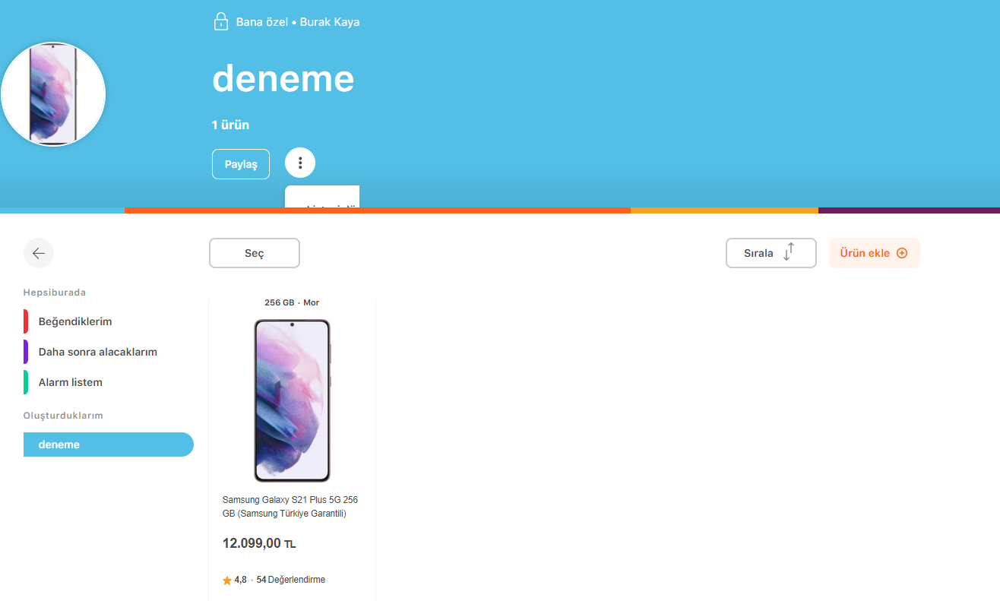 Bana özel • Burak Kaya
deneme
1 ürün
Paylaş
Seç
Sırala
Ürün ekle
Hepsiburada
Beğendiklerim
Daha sonra alacaklarım
Alarm listem
Oluşturduklarım
deneme
256 GB · Mor
Samsung Galaxy S21 Plus 5G 256
GB (Samsung Türkiye Garantili)
12.099,00 TL
4,8 • 54 Değerlendirme